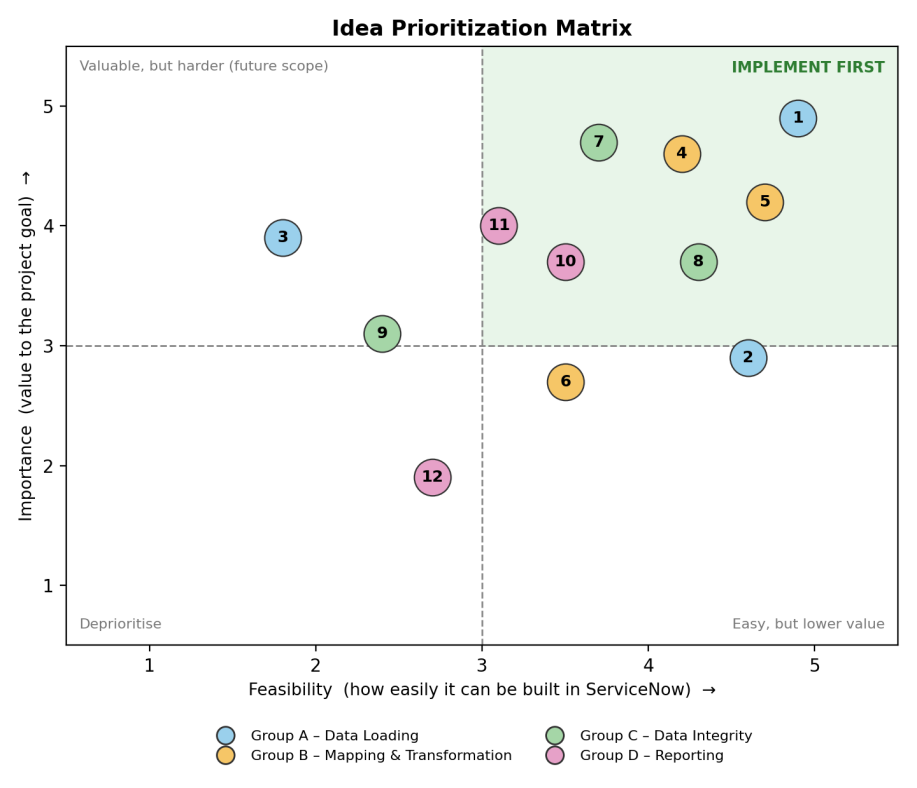 Idea Prioritization Matrix
Valuable, but harder (future scope)
IMPLEMENT FIRST
1
7
4
5
3
11
10
8
9
2
6
12
Deprioritise
Easy, but lower value
5
4
3
2
1
Importance (value to the project goal) →
1 2 3 4 5
Feasibility (how easily it can be built in ServiceNow) →
Group A – Data Loading
Group B – Mapping & Transformation
Group C – Data Integrity
Group D – Reporting